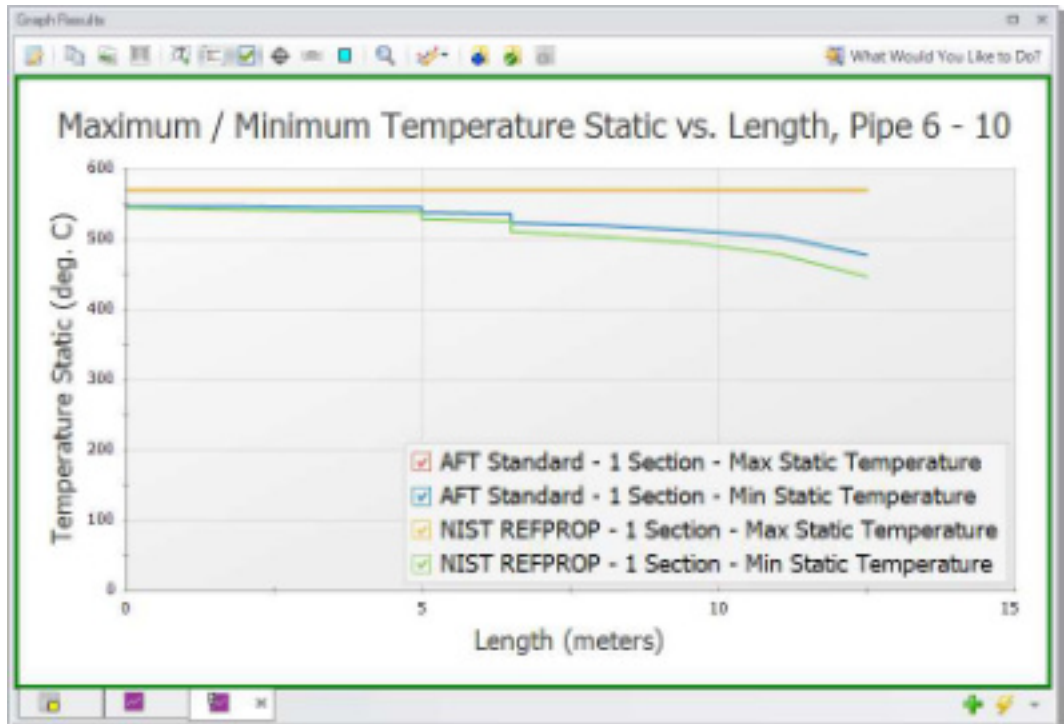 Graph Results
What Would You Like to Do?
Maximum / Minimum Temperature Static vs. Length, Pipe 6 - 10
Temperature Static (deg. C)
600
500
400
300
200
100
0
AFT Standard - 1 Section - Max Static Temperature
AFT Standard - 1 Section - Min Static Temperature
NIST REFPROP - 1 Section - Max Static Temperature
NIST REFPROP - 1 Section - Min Static Temperature
0
5
10
15
Length (meters)